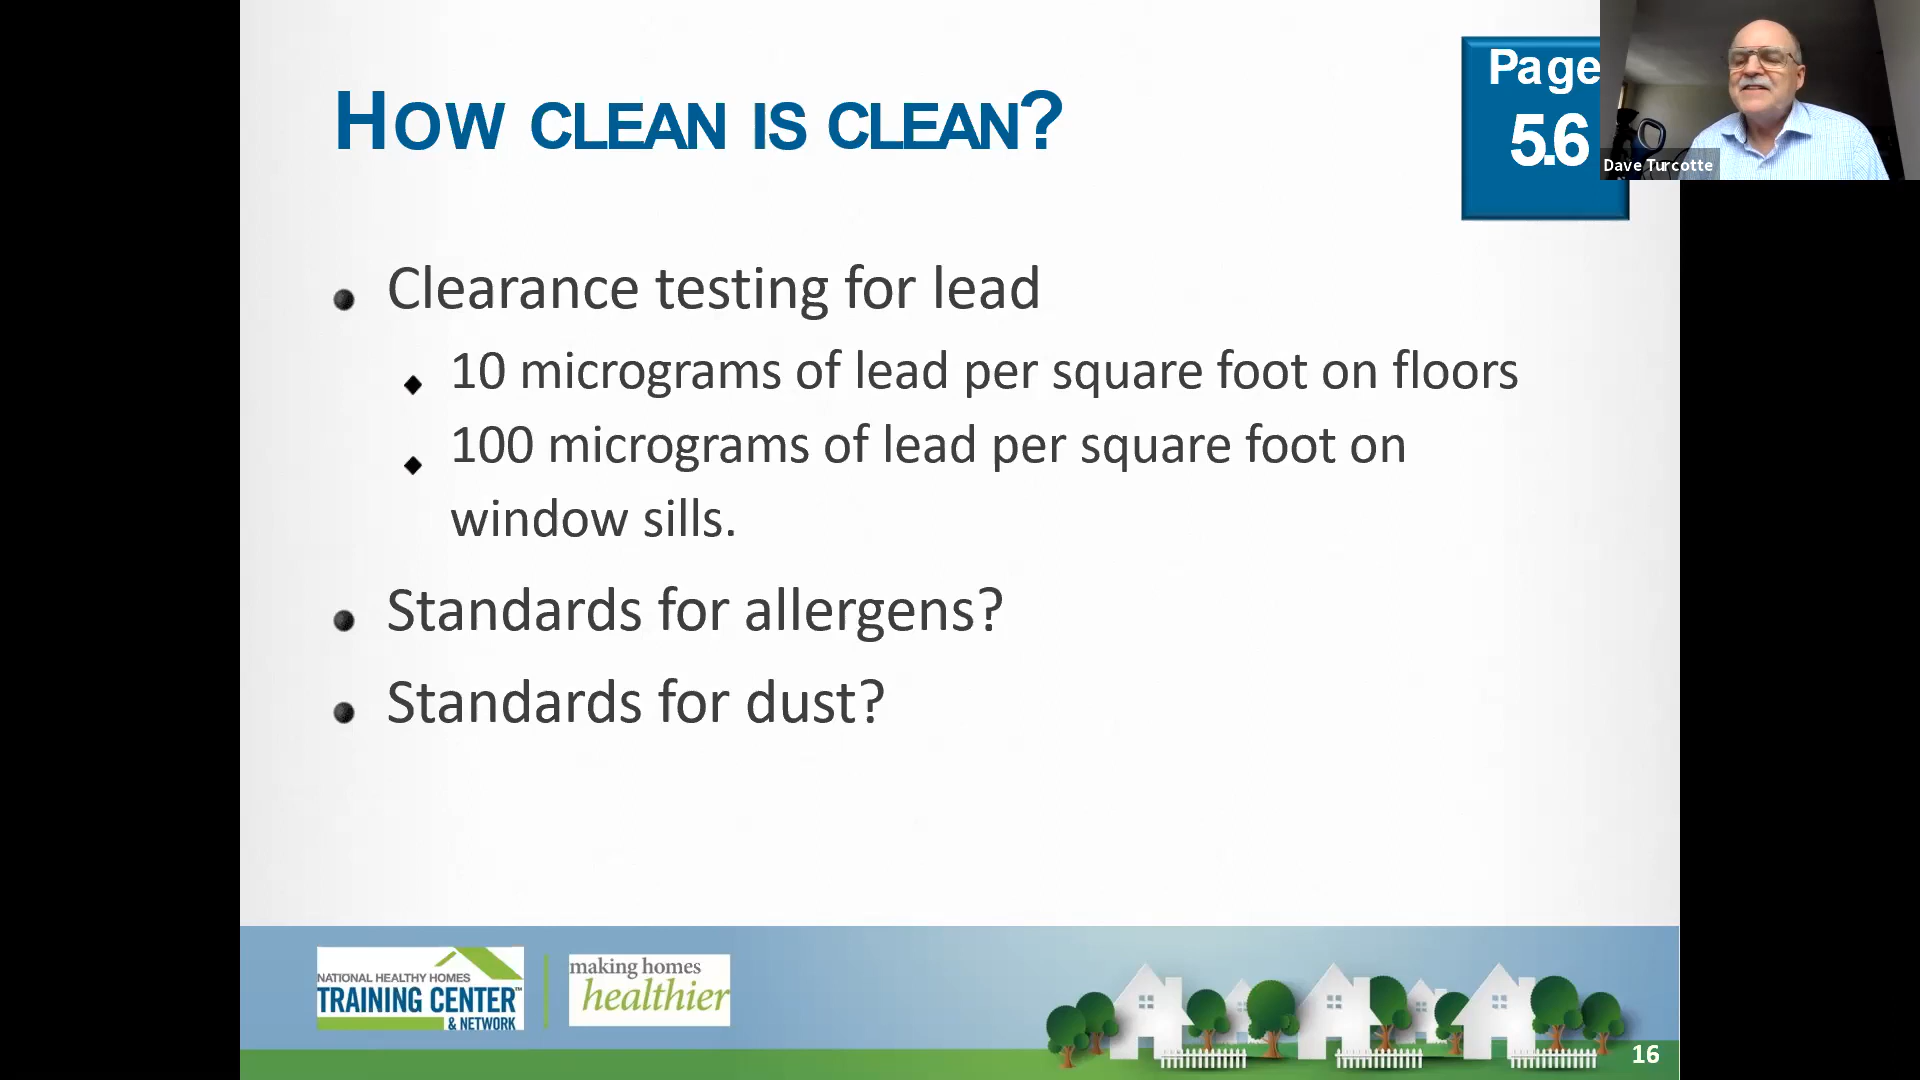 HOW CLEAN IS CLEAN?
Page
5.6
Dave Turcotte
Clearance testing for lead
10 micrograms of lead per square foot on floors
100 micrograms of lead per square foot on
window sills.
Standards for allergens?
Standards for dust?
NATIONAL HEALTHY HOMES
TRAINING CENTER™
& NETWORK
making homes
healthier
16